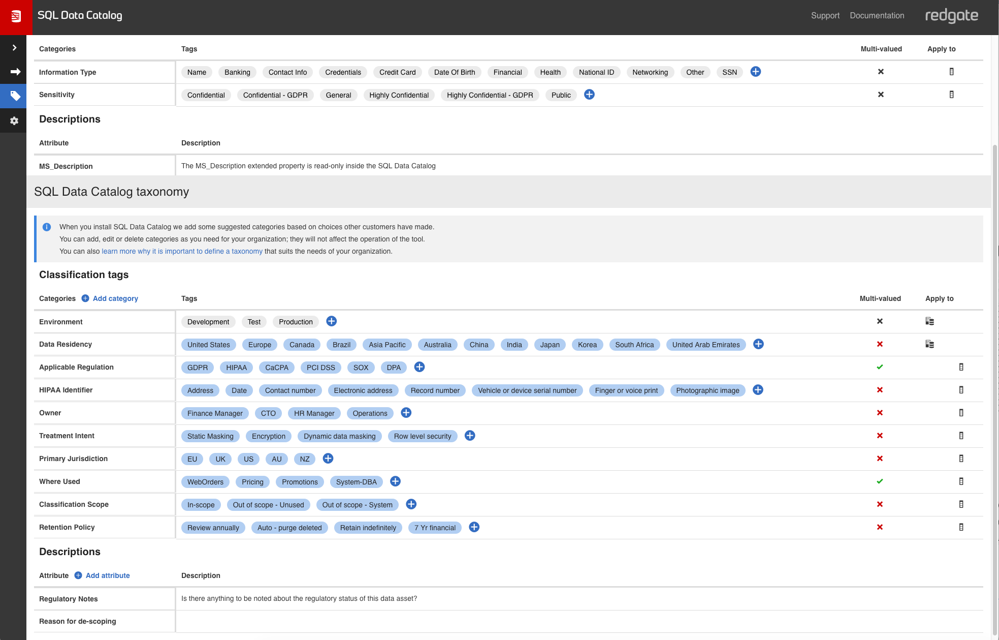 SQL Data Catalog
Support Documentation redgate
Categories Tags Multi-valued Apply to
Information Type Name Banking Contact Info Credentials Credit Card Date Of Birth Financial Health National ID Networking Other SSN
Sensitivity Confidential Confidential - GDPR General Highly Confidential Highly Confidential - GDPR Public
Descriptions
Attribute Description
MS_Description The MS_Description extended property is read-only inside the SQL Data Catalog
SQL Data Catalog taxonomy
When you install SQL Data Catalog we add some suggested categories based on choices other customers have made.
You can add, edit or delete categories as you need for your organization; they will not affect the operation of the tool.
You can also learn more why it is important to define a taxonomy that suits the needs of your organization.
Classification tags
Categories Add category Tags Multi-valued Apply to
Environment Development Test Production
Data Residency United States Europe Canada Brazil Asia Pacific Australia China India Japan Korea South Africa United Arab Emirates
Applicable Regulation GDPR HIPAA CaCPA PCI DSS SOX DPA
HIPAA Identifier Address Date Contact number Electronic address Record number Vehicle or device serial number Finger or voice print Photographic image
Owner Finance Manager CTO HR Manager Operations
Treatment Intent Static Masking Encryption Dynamic data masking Row level security
Primary Jurisdiction EU UK US AU NZ
Where Used WebOrders Pricing Promotions System-DBA
Classification Scope In-scope Out of scope - Unused Out of scope - System
Retention Policy Review annually Auto - purge deleted Retain indefinitely 7 Yr financial
Descriptions
Attribute Add attribute Description
Regulatory Notes Is there anything to be noted about the regulatory status of this data asset?
Reason for de-scoping